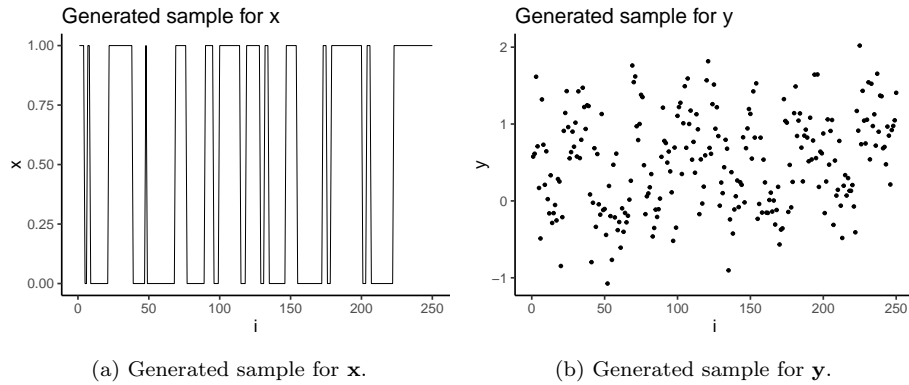 Generated sample for x
1.00
0.75
0.50
0.25
0.00
x
0
50
100
150
200
250
i
(a) Generated sample for x.
Generated sample for y
2
1
0
−1
y
0
50
100
150
200
250
i
(b) Generated sample for y.